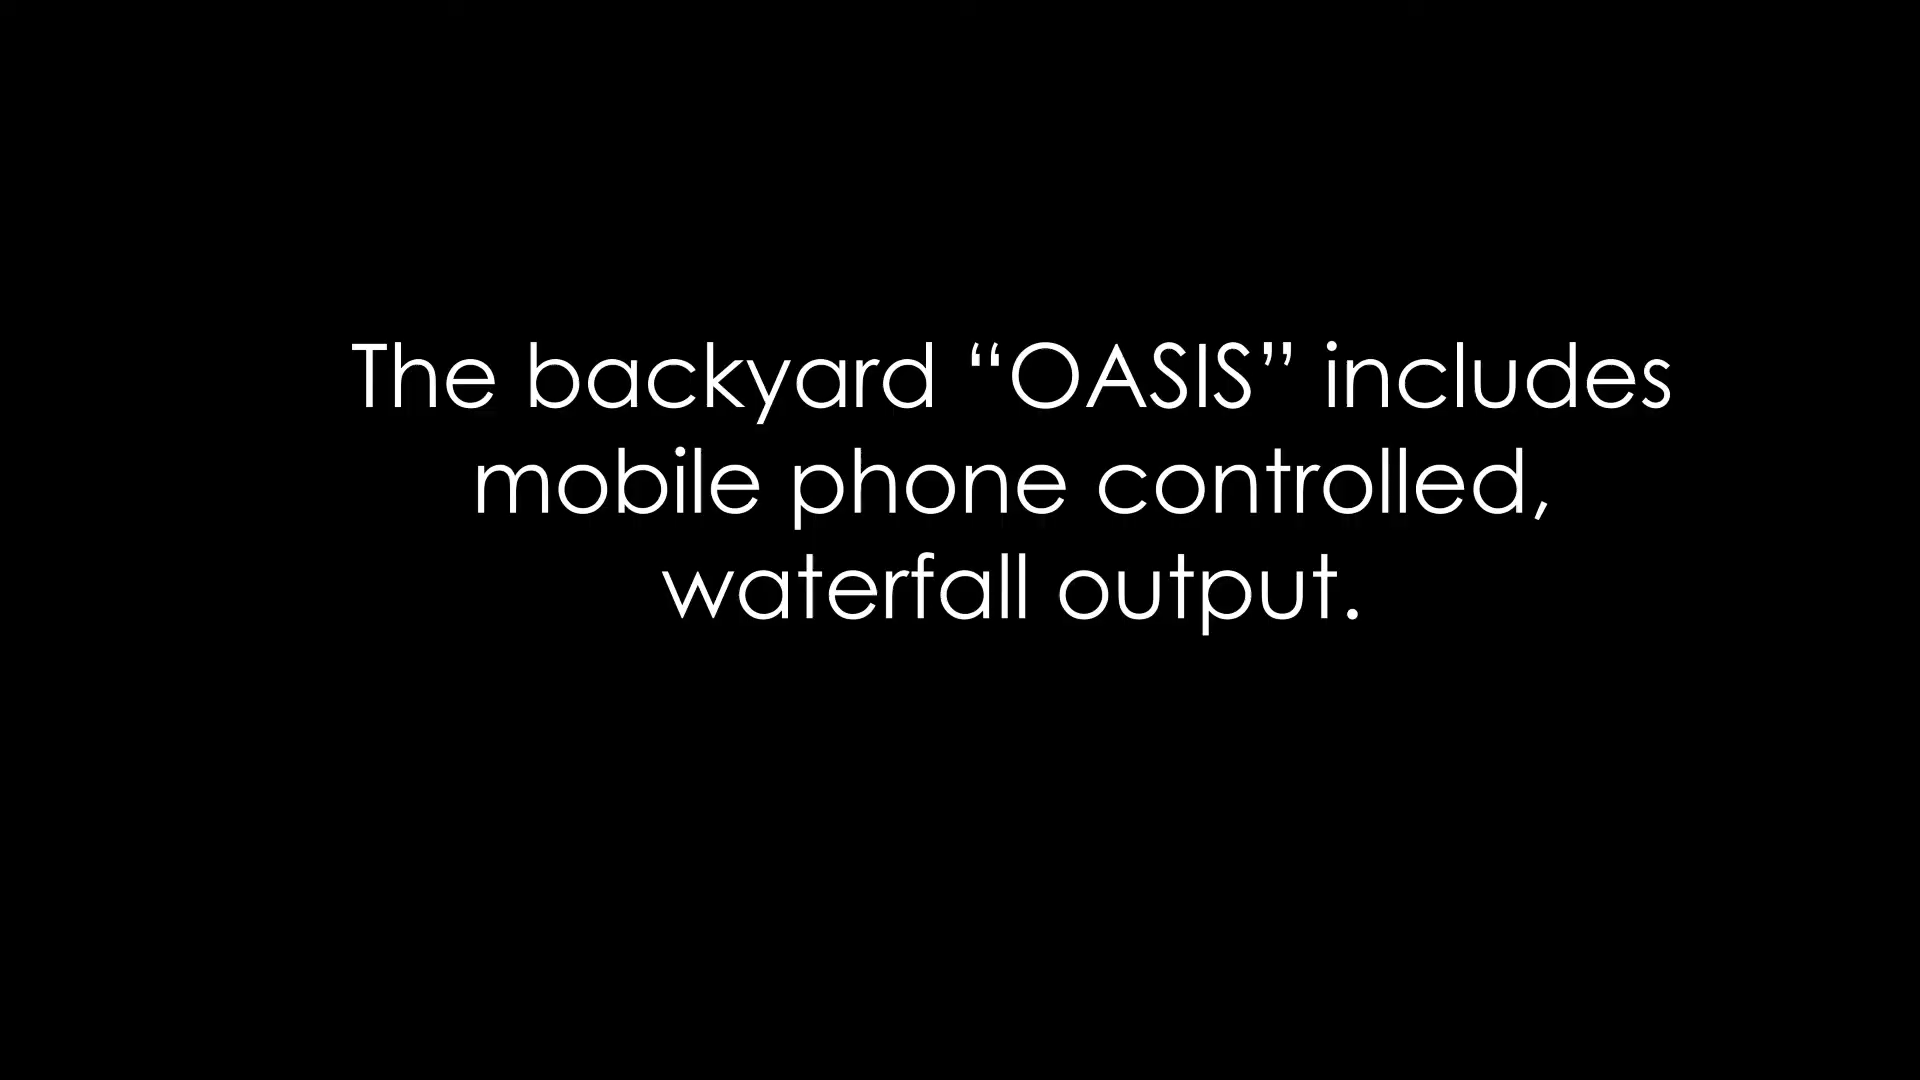 The backyard “OASIS” includes
mobile phone controlled,
waterfall output.